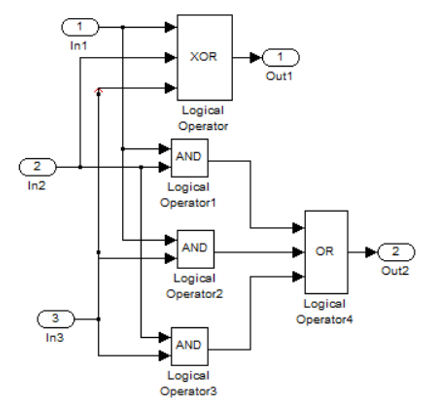 1
In1
XOR
Logical
Operator
1
Out1
2
In2
AND
Logical
Operator1
AND
Logical
Operator2
OR
Logical
Operator4
2
Out2
3
In3
AND
Logical
Operator3